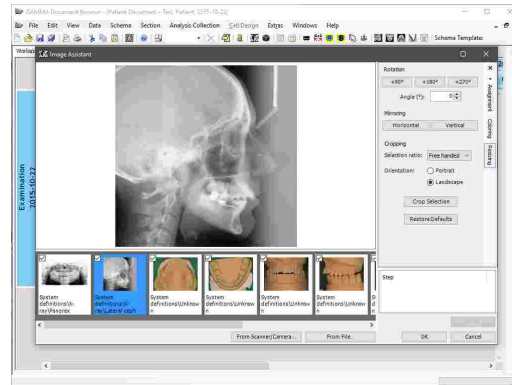 GAMMA Document Browser - [Patient Document - Test, Patient, 2015-10-22]
File Edit View Data Schema Section Analysis Collection Cell Design Extras Windows Help
Scheme Template:
Image Assistant
Examination
2015-10-22
Rotation
+90° +180° +270°
Angle (°): 0
Mirroring
Horizontal Vertical
Cropping
Selection ratio: Free handed
Orientation: Portrait
Landscape
Crop Selection
Restore Defaults
Assignment
Coloring
Resizing
System
definitions\X-
ray\Panorex
System
definitions\X-
ray\Lateral ceph
System
definitions\Unknow
n
System
definitions\Unknow
n
System
definitions\Unknow
n
System
definitions\Unknow
n
Step
Undo
From Scanner/Camera...
From File...
OK
Cancel